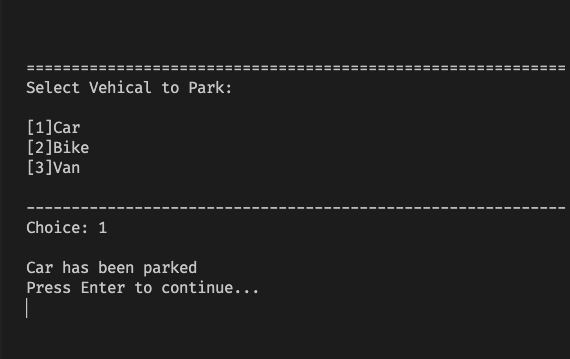 ============================================================
Select Vehical to Park:
[1]Car
[2]Bike
[3]Van
------------------------------------------------------------
Choice: 1
Car has been parked
Press Enter to continue...